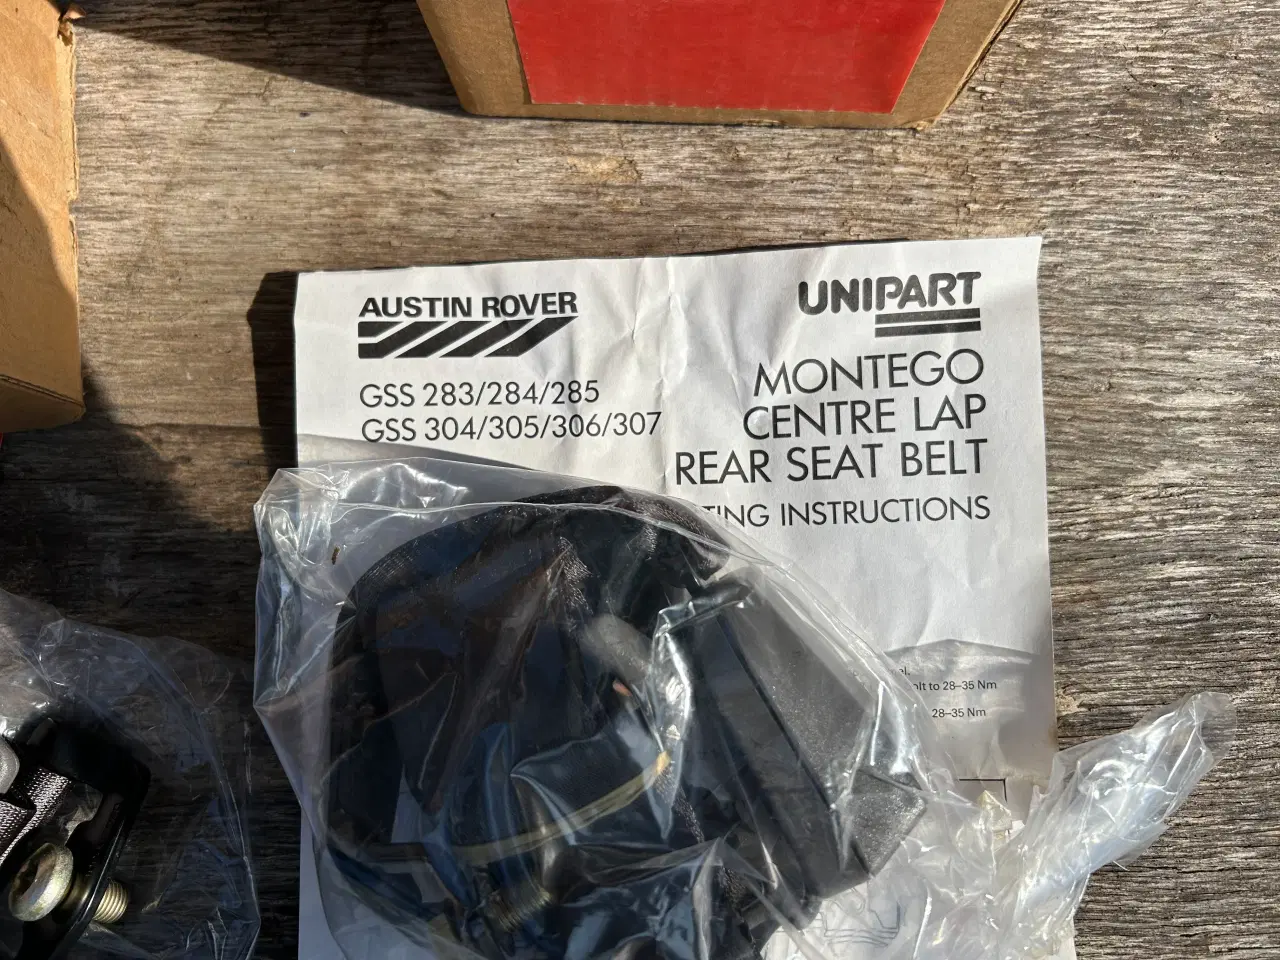 AUSTIN ROVER
GSS 283/284/285
GSS 304/305/306/307
UNIPART
MONTEGO
CENTRE LAP
REAR SEAT BELT
TING INSTRUCTIONS
to 28–35 Nm
28–35 Nm